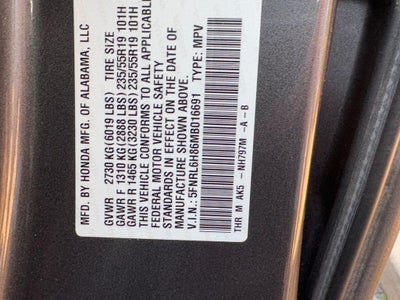 MFD. BY HONDA MFG. OF ALABAMA, LLC
GVWR 2730 KG(6019 LBS) TIRE SIZE
GAWR F 1310 KG(2888 LBS) 235/55R19 101H
GAWR R 1465 KG(3230 LBS) 235/55R19 101H
THIS VEHICLE CONFORMS TO ALL APPLICABLE
FEDERAL MOTOR VEHICLE SAFETY
STANDARDS IN EFFECT ON THE DATE OF
MANUFACTURE SHOWN ABOVE.
V.I.N.: 5FNRL6H86MB016691 TYPE: MPV
THR M AK5 -NH797M -A -B